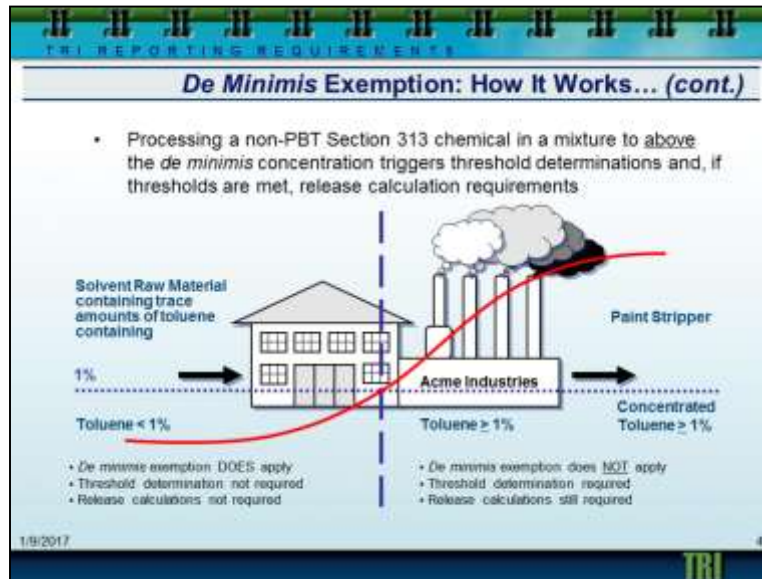 TRI REPORTING REQUIREMENTS
De Minimis Exemption: How It Works… (cont.)
• Processing a non-PBT Section 313 chemical in a mixture to above
the de minimis concentration triggers threshold determinations and, if
thresholds are met, release calculation requirements
Solvent Raw Material
containing trace
amounts of toluene
containing
Paint Stripper
1%
Acme Industries
Toluene < 1%
Toluene ≥ 1%
Concentrated
Toluene ≥ 1%
• De minimis exemption DOES apply
• Threshold determination not required
• Release calculations not required
• De minimis exemption does NOT apply
• Threshold determination required
• Release calculations still required
1/9/2017
4
TRI